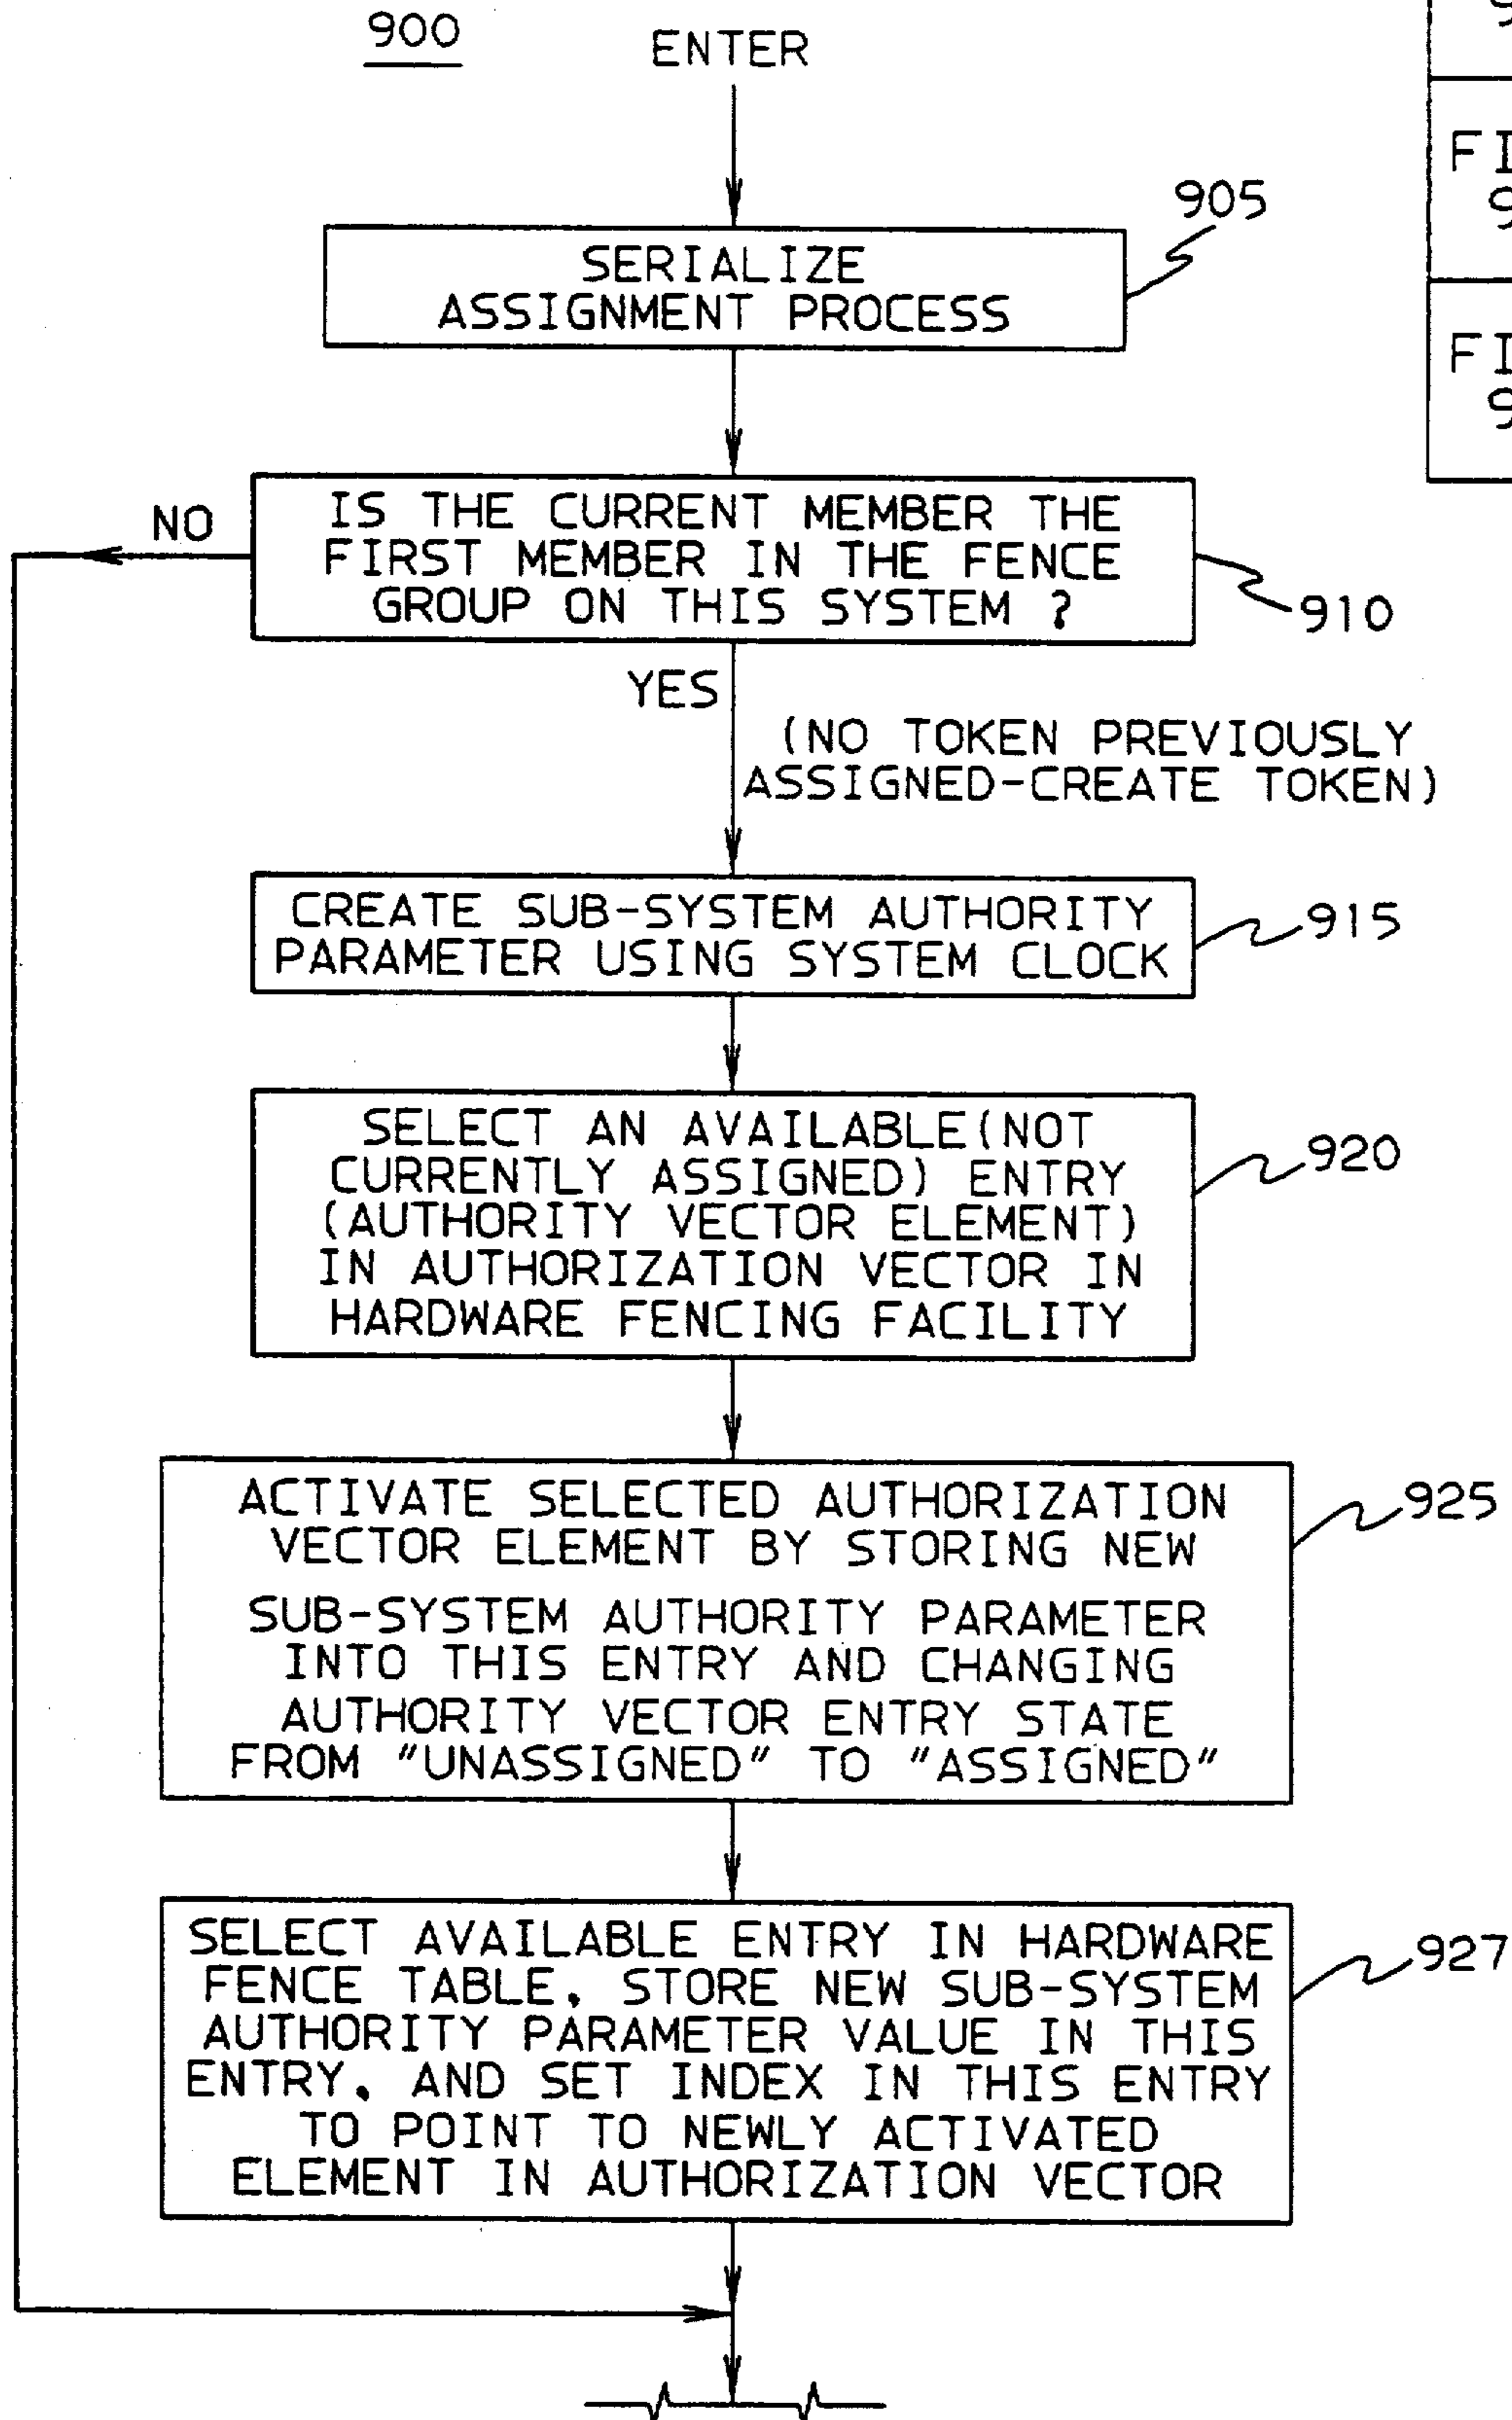 900
ENTER
905
SERIALIZE
ASSIGNMENT PROCESS
NO
IS THE CURRENT MEMBER THE
FIRST MEMBER IN THE FENCE
GROUP ON THIS SYSTEM ?
910
YES
(NO TOKEN PREVIOUSLY
ASSIGNED-CREATE TOKEN)
CREATE SUB-SYSTEM AUTHORITY
PARAMETER USING SYSTEM CLOCK
915
SELECT AN AVAILABLE(NOT
CURRENTLY ASSIGNED) ENTRY
(AUTHORITY VECTOR ELEMENT)
IN AUTHORIZATION VECTOR IN
HARDWARE FENCING FACILITY
920
ACTIVATE SELECTED AUTHORIZATION
VECTOR ELEMENT BY STORING NEW
SUB-SYSTEM AUTHORITY PARAMETER
INTO THIS ENTRY AND CHANGING
AUTHORITY VECTOR ENTRY STATE
FROM "UNASSIGNED" TO "ASSIGNED"
925
SELECT AVAILABLE ENTRY IN HARDWARE
FENCE TABLE, STORE NEW SUB-SYSTEM
AUTHORITY PARAMETER VALUE IN THIS
ENTRY, AND SET INDEX IN THIS ENTRY
TO POINT TO NEWLY ACTIVATED
ELEMENT IN AUTHORIZATION VECTOR
927